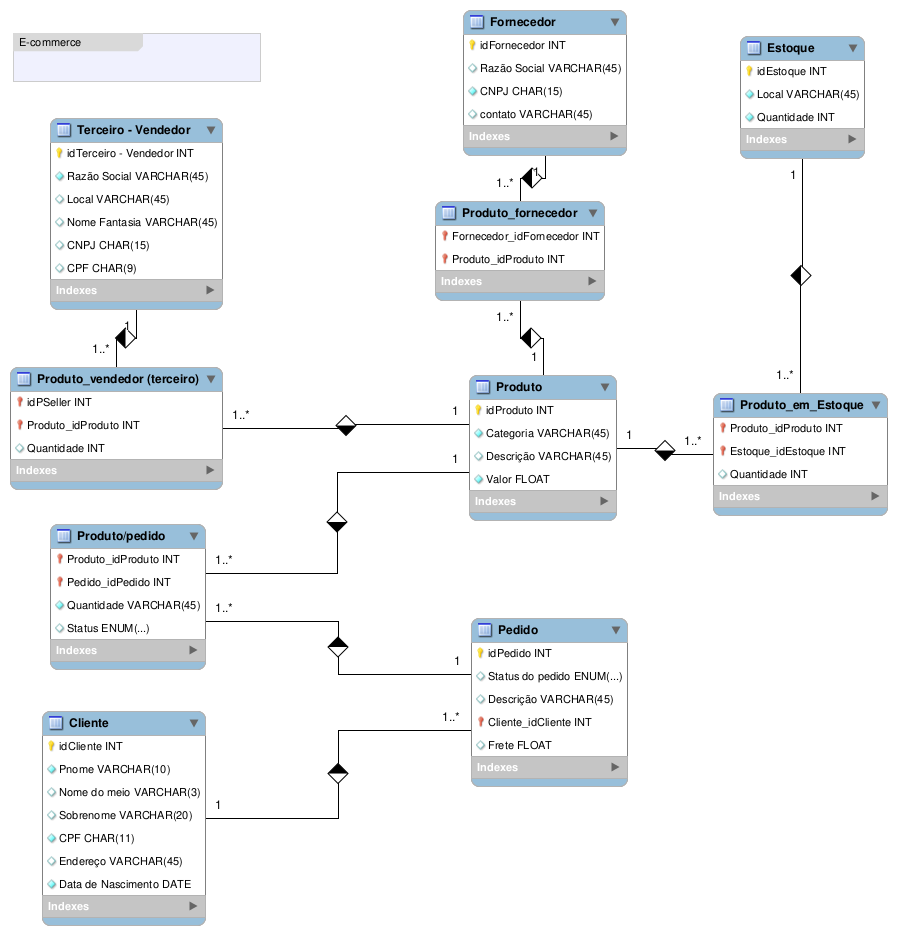 E-commerce
Fornecedor
idFornecedor INT
Razão Social VARCHAR(45)
CNPJ CHAR(15)
contato VARCHAR(45)
Indexes
Estoque
idEstoque INT
Local VARCHAR(45)
Quantidade INT
Indexes
Terceiro - Vendedor
idTerceiro - Vendedor INT
Razão Social VARCHAR(45)
Local VARCHAR(45)
Nome Fantasia VARCHAR(45)
CNPJ CHAR(15)
CPF CHAR(9)
Indexes
1
1..*
Produto_fornecedor
Fornecedor_idFornecedor INT
Produto_idProduto INT
Indexes
1..*
1
1
1..*
1
1..*
Produto_vendedor (terceiro)
idPSeller INT
Produto_idProduto INT
Quantidade INT
Indexes
1..*
1
Produto
idProduto INT
Categoria VARCHAR(45)
Descrição VARCHAR(45)
Valor FLOAT
Indexes
1
1..*
Produto_em_Estoque
Produto_idProduto INT
Estoque_idEstoque INT
Quantidade INT
Indexes
1
1..*
Produto/pedido
Produto_idProduto INT
Pedido_idPedido INT
Quantidade VARCHAR(45)
Status ENUM(...)
Indexes
1..*
1
Pedido
idPedido INT
Status do pedido ENUM(...)
Descrição VARCHAR(45)
Cliente_idCliente INT
Frete FLOAT
Indexes
1..*
1
Cliente
idCliente INT
Pnome VARCHAR(10)
Nome do meio VARCHAR(3)
Sobrenome VARCHAR(20)
CPF CHAR(11)
Endereço VARCHAR(45)
Data de Nascimento DATE
Indexes